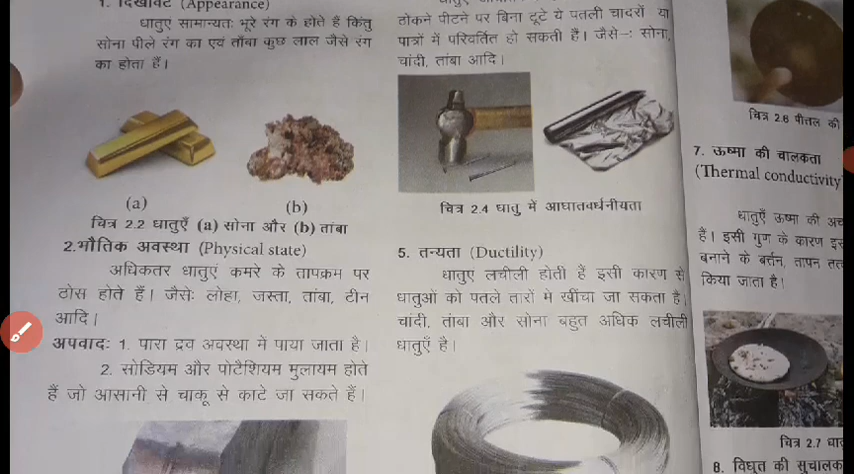 1. दिखावट (Appearance)
धातुएं सामान्यतः भूरे रंग के होते हैं किंतु
सोना पीले रंग का एवं ताँबा कुछ लाल जैसे रंग
का होता हैं।
(a)
(b)
चित्र 2.2 धातुएँ (a) सोना और (b) तांबा
2.भौतिक अवस्था (Physical state)
अधिकतर धातुएं कमरे के तापक्रम पर
ठोस होते हैं। जैसेः लोहा, जस्ता, तांबा, टीन
आदि।
अपवादः 1. पारा द्रव अवस्था में पाया जाता है।
2. सोडियम और पोटैशियम मुलायम होते
हैं जो आसानी से चाकू से काटे जा सकते हैं।
ठोकने पीटने पर बिना टूटे ये पतली चादरों या
पात्रों में परिवर्तित हो सकती हैं। जैसे-ः सोना,
चांदी, तांबा आदि।
चित्र 2.4 धातु में आघातवर्धनीयता
5. तन्यता (Ductility)
धातुए लचीली होती हैं इसी कारण से
धातुओं को पतले तारों मे खींचा जा सकता है।
चांदी, तांबा और सोना बहुत अधिक लचीली
धातुएँ है।
चित्र 2.6 पीतल की
7. ऊष्मा की चालकता
(Thermal conductivity
धातुएँ ऊष्मा की
हैं। इसी गुण के कारण
बनाने के बर्तन, तापन
किया जाता है।
चित्र 2.7
8. विद्युत की सुचालक